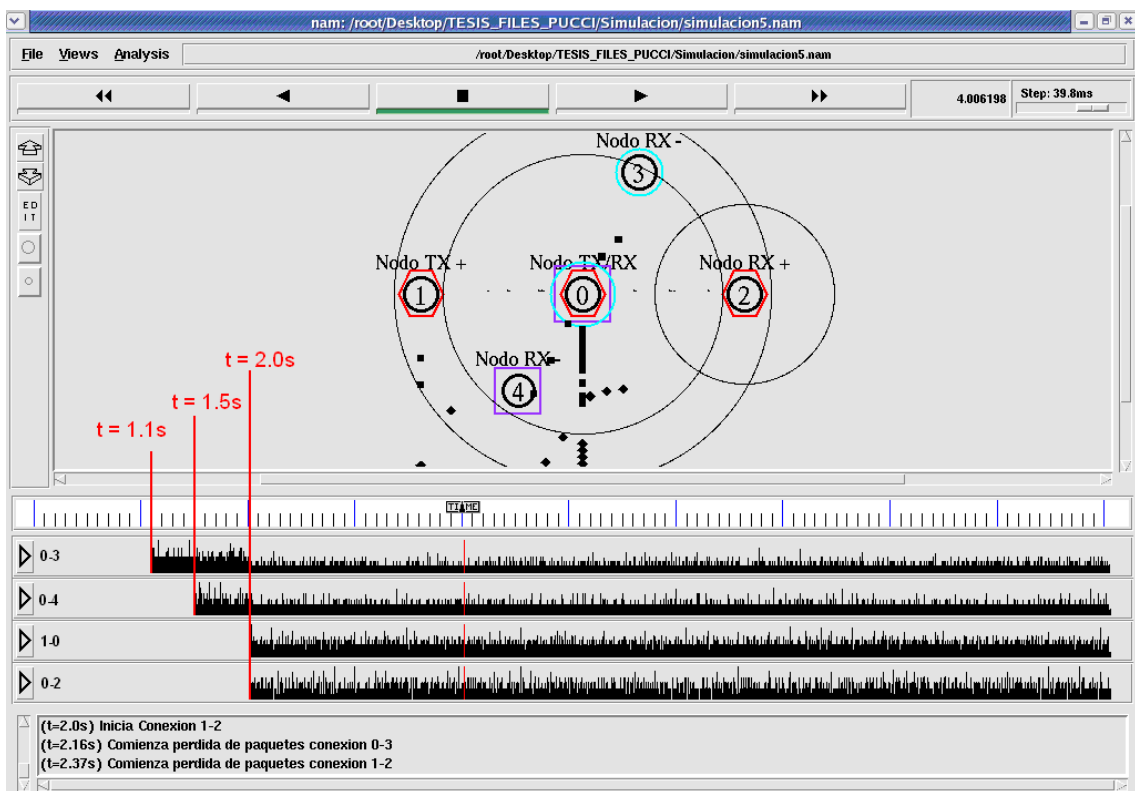 nam: /root/Desktop/TESIS_FILES_PUCCI/Simulacion/simulacion5.nam
File Views Analysis /root/Desktop/TESIS_FILES_PUCCI/Simulacion/simulacion5.nam
4.006198 Step: 39.8ms
ED
IT
Nodo RX -
3
Nodo TX + Nodo TX/RX Nodo RX +
1 0 2
Nodo RX-
4
t = 2.0s
t = 1.5s
t = 1.1s
TIME
0-3
0-4
1-0
0-2
(t=2.0s) Inicia Conexion 1-2
(t=2.16s) Comienza perdida de paquetes conexion 0-3
(t=2.37s) Comienza perdida de paquetes conexion 1-2